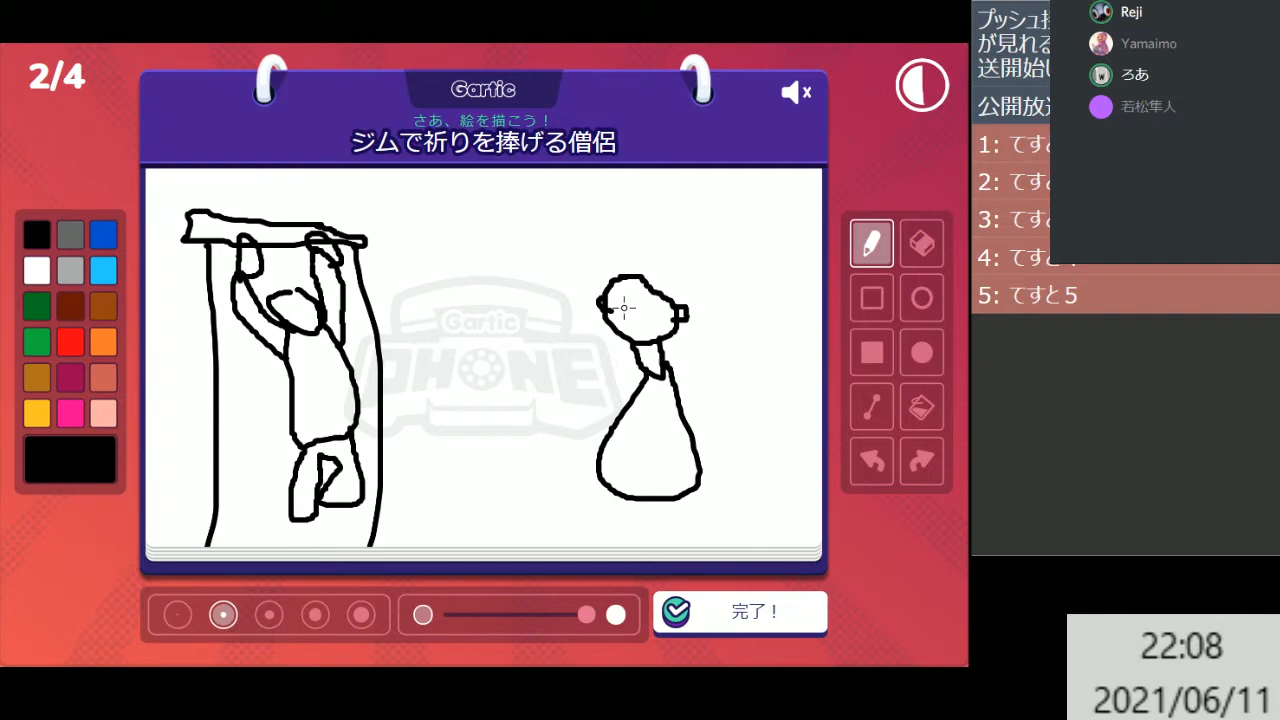 2/4
Gartic
さあ、絵を描こう！
ジムで祈りを捧げる僧侶
Gartic
PHONE
完了！
プッシュ
が見れる
送開始
公開放
1: てす
2: てす
3: てす
4: てす
5: てすと5
Reji
Yamaimo
ろあ
若松隼人
22:08
2021/06/11